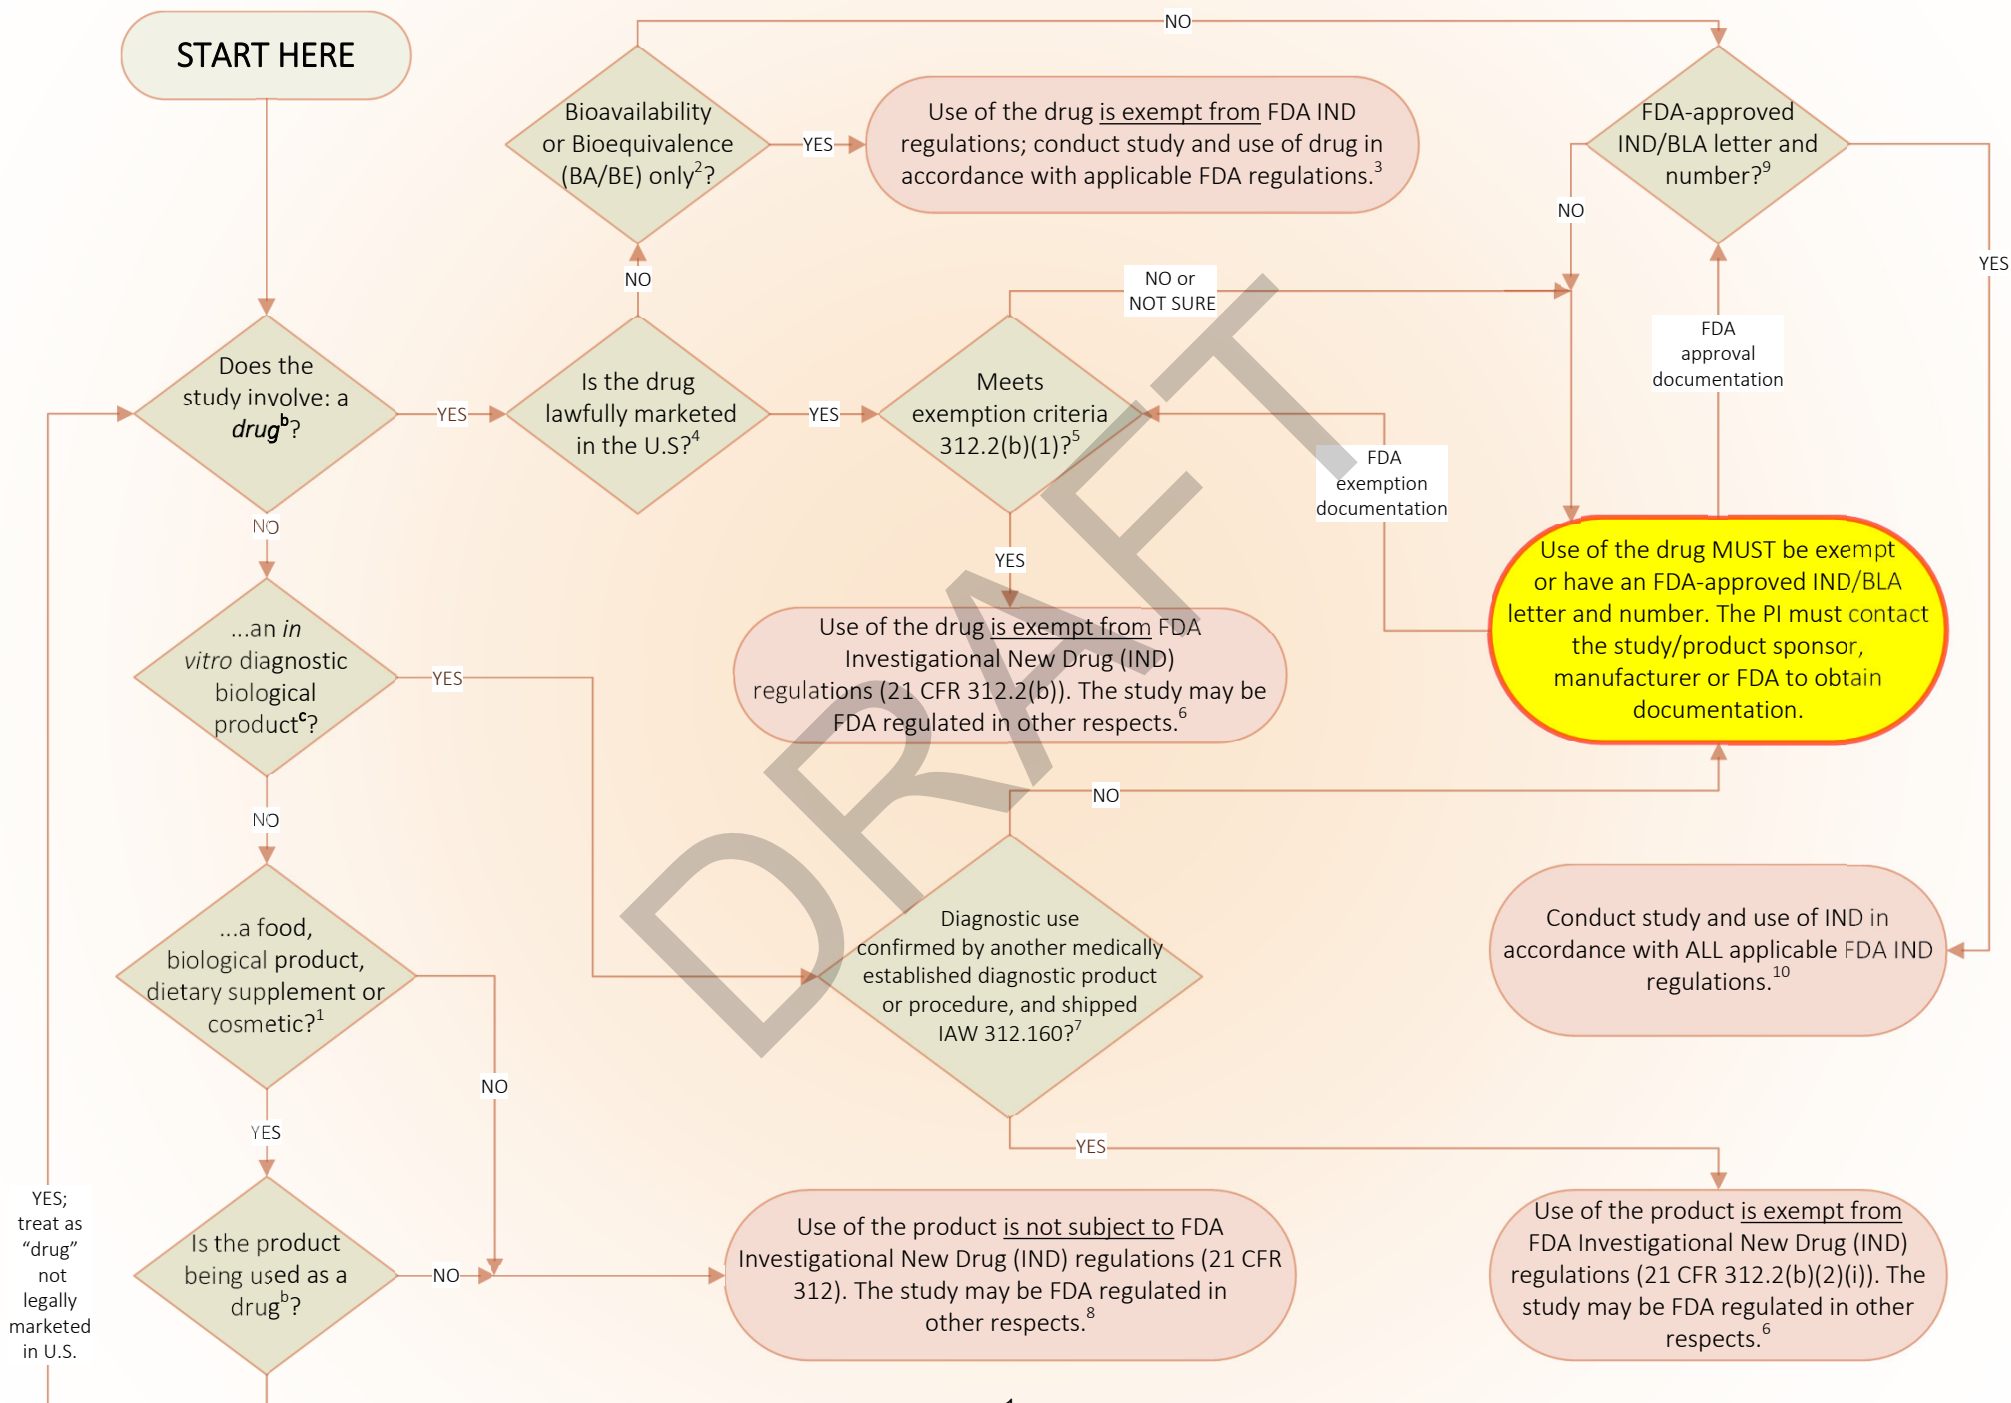 START HERE
NO
Bioavailability
or Bioequivalence
(BA/BE) only2?
YES
Use of the drug is exempt from FDA IND
regulations; conduct study and use of drug in
accordance with applicable FDA regulations.3
FDA-approved
IND/BLA letter and
number?9
NO
YES
NO
NO or
NOT SURE
FDA
approval
documentation
Does the
study involve: a
drugb?
YES
Is the drug
lawfully marketed
in the U.S?4
YES
Meets
exemption criteria
312.2(b)(1)?5
FDA
exemption
documentation
NO
YES
Use of the drug MUST be exempt
or have an FDA-approved IND/BLA
letter and number. The PI must contact
the study/product sponsor,
manufacturer or FDA to obtain
documentation.
...an in
vitro diagnostic
biological
productc?
YES
Use of the drug is exempt from FDA
Investigational New Drug (IND)
regulations (21 CFR 312.2(b)). The study may be
FDA regulated in other respects.6
DRAFT
NO
NO
...a food,
biological product,
dietary supplement or
cosmetic?1
Diagnostic use
confirmed by another medically
established diagnostic product
or procedure, and shipped
IAW 312.160?7
Conduct study and use of IND in
accordance with ALL applicable FDA IND
regulations.10
NO
YES
YES
YES;
treat as
“drug”
not
legally
marketed
in U.S.
Is the product
being used as a
drugb?
NO
Use of the product is not subject to FDA
Investigational New Drug (IND) regulations (21 CFR
312). The study may be FDA regulated in
other respects.8
Use of the product is exempt from
FDA Investigational New Drug (IND)
regulations (21 CFR 312.2(b)(2)(i)). The
study may be FDA regulated in other
respects.6